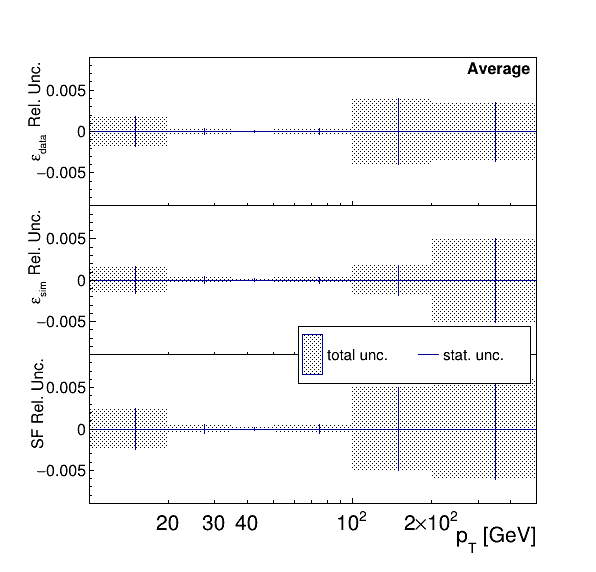 Average
ε_data Rel. Unc.
0.005
0
−0.005
ε_sim Rel. Unc.
0.005
0
−0.005
total unc.
stat. unc.
SF Rel. Unc.
0.005
0
−0.005
20 30 40 10² 2×10²
p_T [GeV]